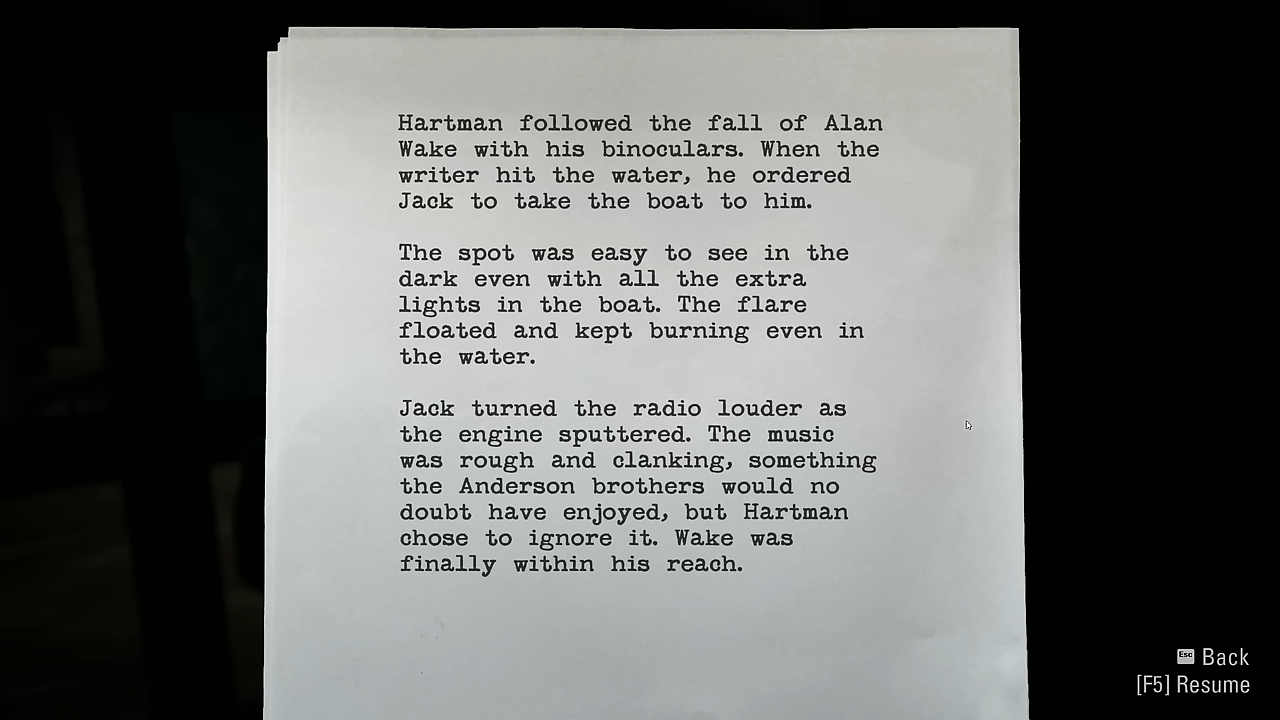 Hartman followed the fall of Alan
Wake with his binoculars. When the
writer hit the water, he ordered
Jack to take the boat to him.
The spot was easy to see in the
dark even with all the extra
lights in the boat. The flare
floated and kept burning even in
the water.
Jack turned the radio louder as
the engine sputtered. The music
was rough and clanking, something
the Anderson brothers would no
doubt have enjoyed, but Hartman
chose to ignore it. Wake was
finally within his reach.
Esc Back
[F5] Resume